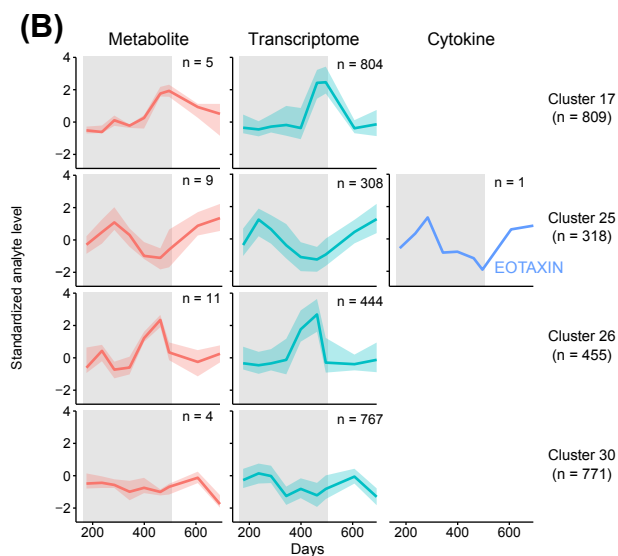 (B)
Metabolite Transcriptome Cytokine
Standardized analyte level
4
2
0
−2
n = 5
n = 804
Cluster 17
(n = 809)
4
2
0
−2
n = 9
n = 308
n = 1
EOTAXIN
Cluster 25
(n = 318)
4
2
0
−2
n = 11
n = 444
Cluster 26
(n = 455)
4
2
0
−2
n = 4
n = 767
Cluster 30
(n = 771)
200 400 600 200 400 600 200 400 600
Days